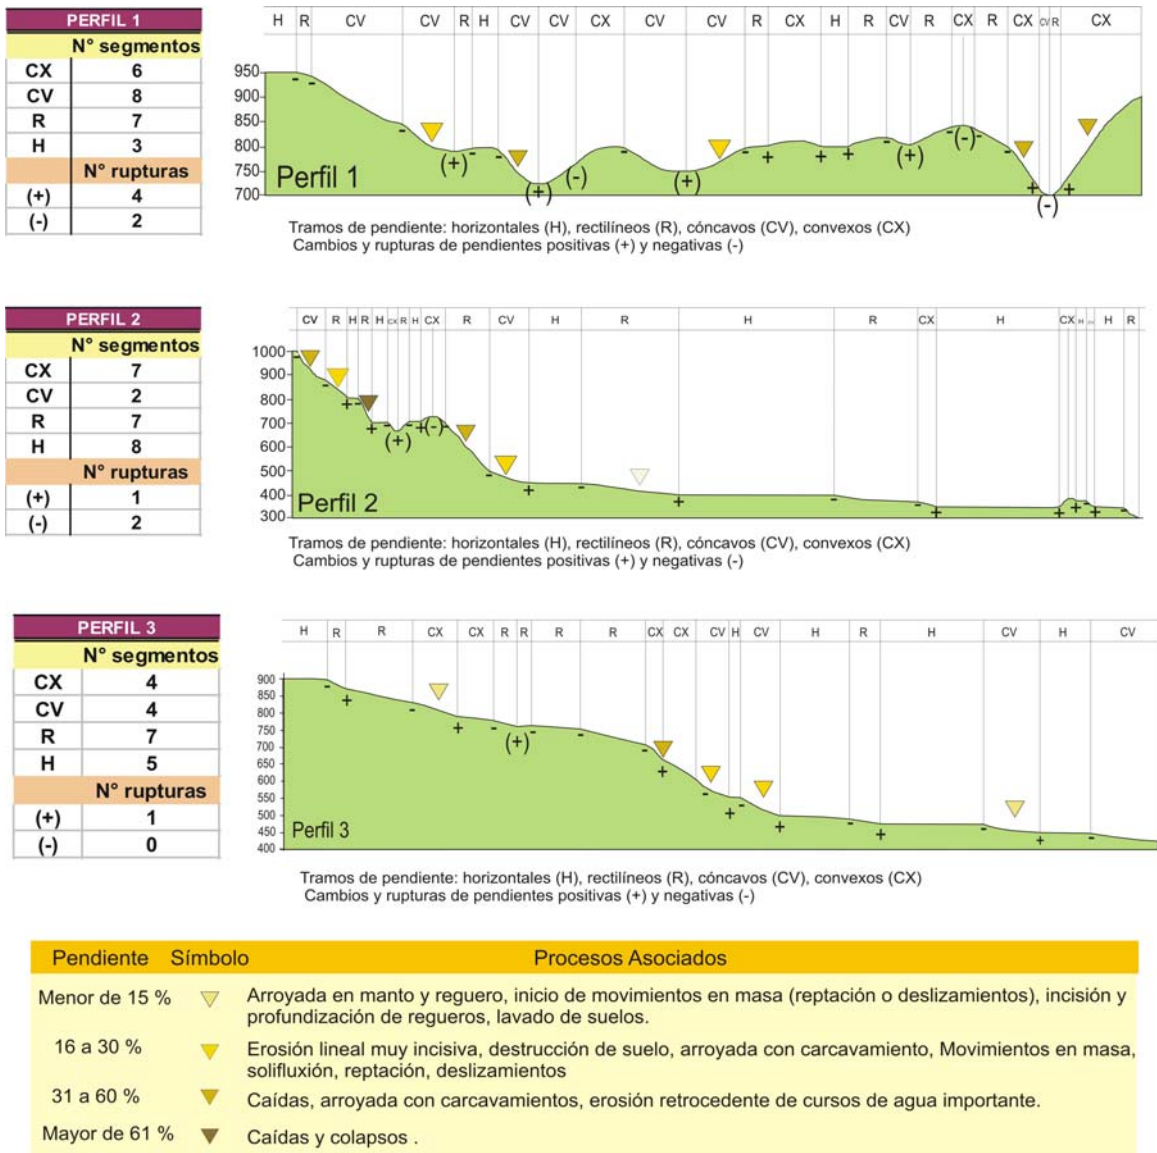 PERFIL 1
N° segmentos
CX 6
CV 8
R 7
H 3
N° rupturas
(+) 4
(-) 2
H R CV CV R H CV CV CX CV CV R CX H R CV R CX R CX CV R CX
950
900
850
800
750
700
- - - - - - - - - - - - -
(+) (+) (-) (+) + + + (+) (-) + (-) +
Perfil 1
Tramos de pendiente: horizontales (H), rectilíneos (R), cóncavos (CV), convexos (CX)
Cambios y rupturas de pendientes positivas (+) y negativas (-)
PERFIL 2
N° segmentos
CX 7
CV 2
R 7
H 8
N° rupturas
(+) 1
(-) 2
CV R H R H CX R H CX R CV H R H R CX H CX H H R
1000
900
800
700
600
500
400
300
+ + (+) + (-) + + + + + +
Perfil 2
Tramos de pendiente: horizontales (H), rectilíneos (R), cóncavos (CV), convexos (CX)
Cambios y rupturas de pendientes positivas (+) y negativas (-)
PERFIL 3
N° segmentos
CX 4
CV 4
R 7
H 5
N° rupturas
(+) 1
(-) 0
H R R CX CX R R R R CX CX CV H CV H R H CV H CV
900
850
800
750
700
650
600
550
500
450
400
+ + (+) + + + + +
Perfil 3
Tramos de pendiente: horizontales (H), rectilíneos (R), cóncavos (CV), convexos (CX)
Cambios y rupturas de pendientes positivas (+) y negativas (-)
Pendiente Símbolo Procesos Asociados
Menor de 15 % Arroyada en manto y reguero, inicio de movimientos en masa (reptación o deslizamientos), incisión y
profundización de regueros, lavado de suelos.
16 a 30 % Erosión lineal muy incisiva, destrucción de suelo, arroyada con carcavamiento, Movimientos en masa,
solifluxión, reptación, deslizamientos
31 a 60 % Caídas, arroyada con carcavamientos, erosión retrocedente de cursos de agua importante.
Mayor de 61 % Caídas y colapsos .